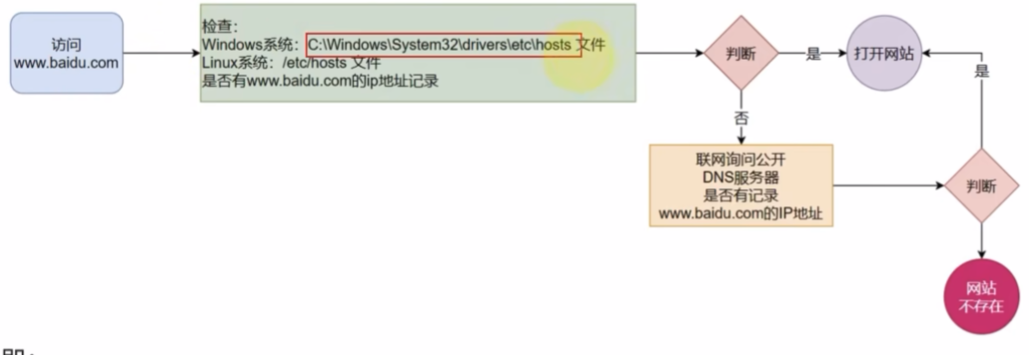 访问
www.baidu.com
检查：
Windows系统：C:\Windows\System32\drivers\etc\hosts 文件
Linux系统：/etc/hosts 文件
是否有www.baidu.com的ip地址记录
判断
是
打开网站
是
否
联网询问公开
DNS服务器
是否有记录
www.baidu.com的IP地址
判断
网站
不存在